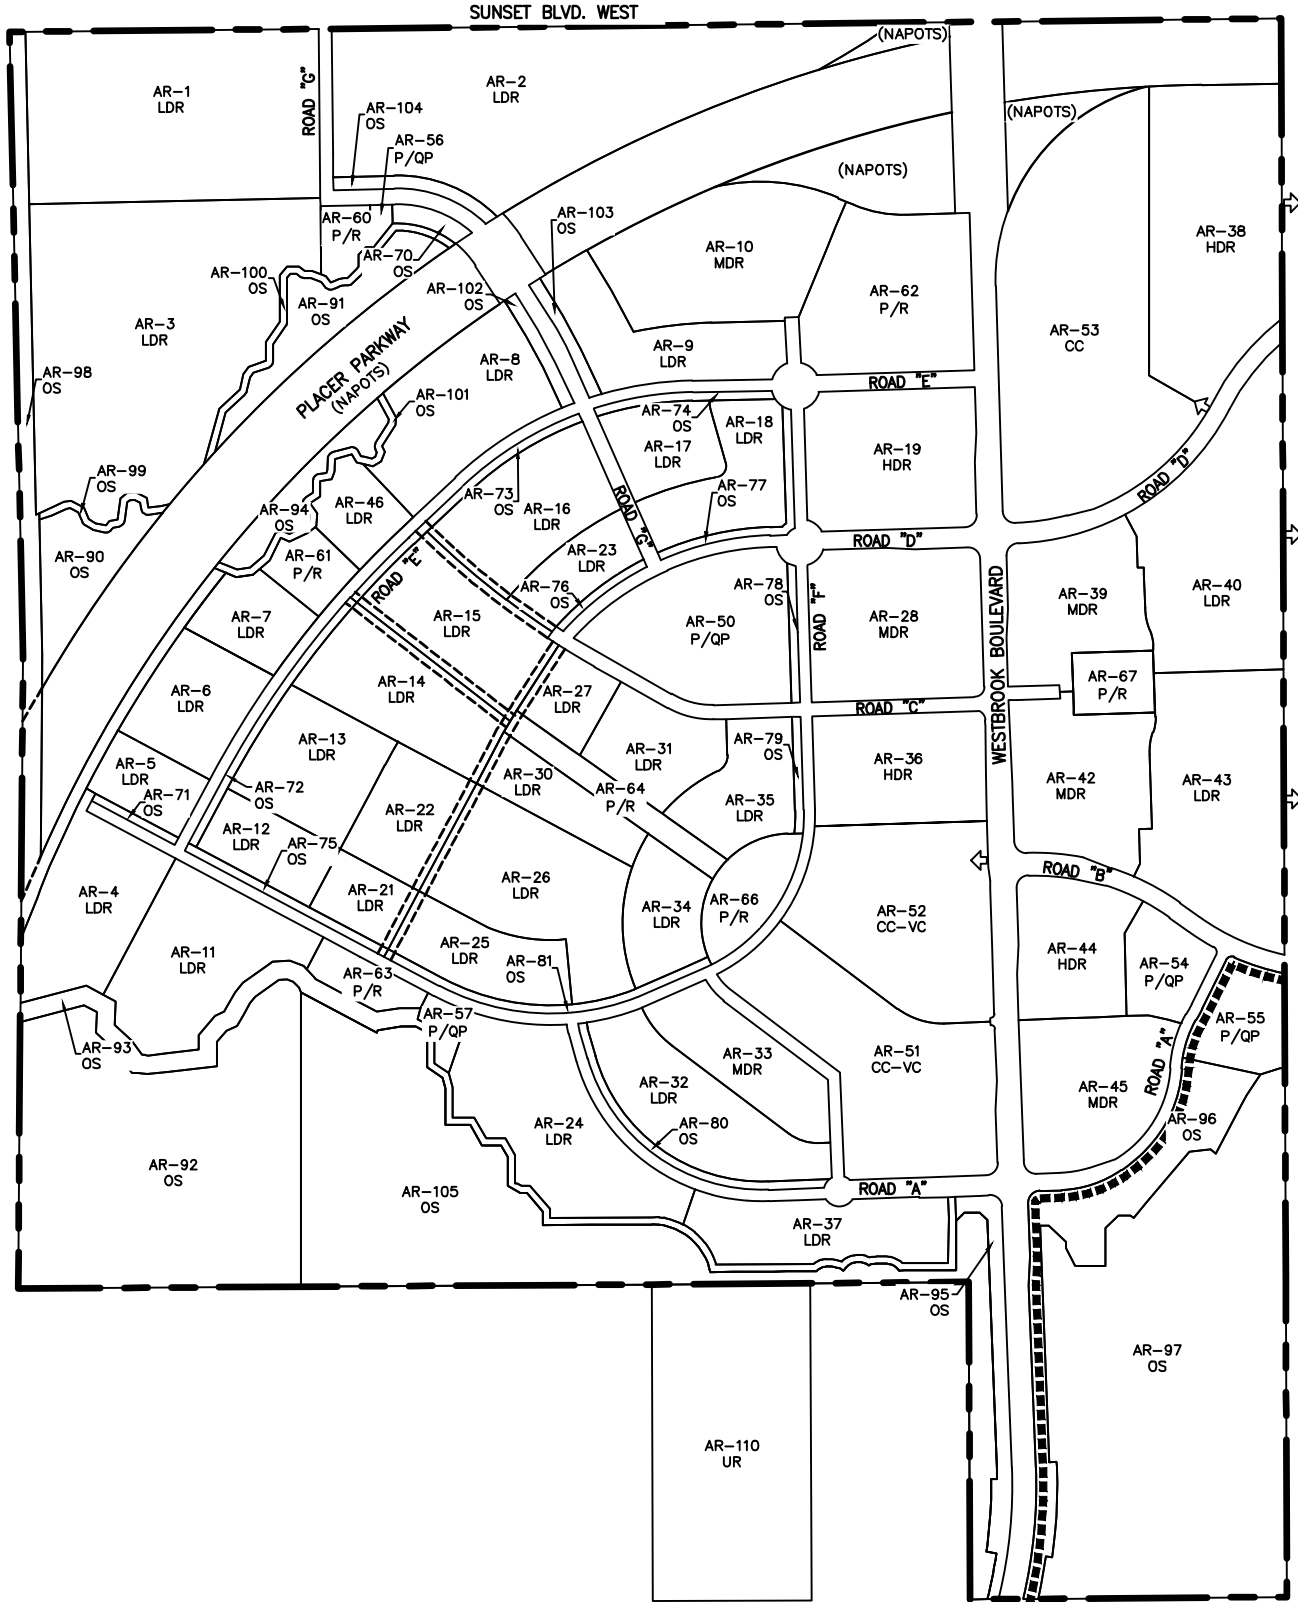 SUNSET BLVD. WEST
(NAPOTS)
AR-1
LDR
ROAD "G"
AR-2
LDR
AR-104
OS
AR-56
P/QP
(NAPOTS)
(NAPOTS)
AR-60
P/R
AR-103
OS
AR-38
HDR
AR-70
OS
AR-10
MDR
AR-100
OS
AR-102
OS
AR-62
P/R
AR-91
OS
AR-3
LDR
AR-53
CC
PLACER PARKWAY
(NAPOTS)
AR-8
LDR
AR-9
LDR
AR-98
OS
ROAD "E"
AR-101
OS
AR-74
OS
AR-18
LDR
AR-17
LDR
AR-19
HDR
AR-99
OS
ROAD "D"
AR-73
OS
AR-77
OS
AR-46
LDR
AR-94
OS
AR-16
LDR
ROAD "G"
ROAD "D"
AR-23
LDR
AR-90
OS
AR-61
P/R
ROAD "E"
AR-76
OS
AR-78
OS
AR-39
MDR
AR-40
LDR
AR-7
LDR
AR-15
LDR
AR-50
P/QP
ROAD "F"
AR-28
MDR
WESTBROOK BOULEVARD
AR-67
P/R
AR-6
LDR
AR-14
LDR
AR-27
LDR
ROAD "C"
AR-13
LDR
AR-31
LDR
AR-79
OS
AR-36
HDR
AR-5
LDR
AR-30
LDR
AR-42
MDR
AR-43
LDR
AR-71
OS
AR-72
OS
AR-64
P/R
AR-35
LDR
AR-22
LDR
AR-12
LDR
AR-75
OS
ROAD "B"
AR-4
LDR
AR-21
LDR
AR-26
LDR
AR-34
LDR
AR-66
P/R
AR-52
CC-VC
AR-11
LDR
AR-25
LDR
AR-44
HDR
AR-54
P/QP
AR-81
OS
AR-63
P/R
AR-57
P/QP
AR-55
P/QP
AR-93
OS
AR-33
MDR
AR-51
CC-VC
ROAD "A"
AR-32
LDR
AR-45
MDR
AR-24
LDR
AR-80
OS
AR-96
OS
AR-92
OS
AR-105
OS
ROAD "A"
AR-37
LDR
AR-95
OS
AR-97
OS
AR-110
UR